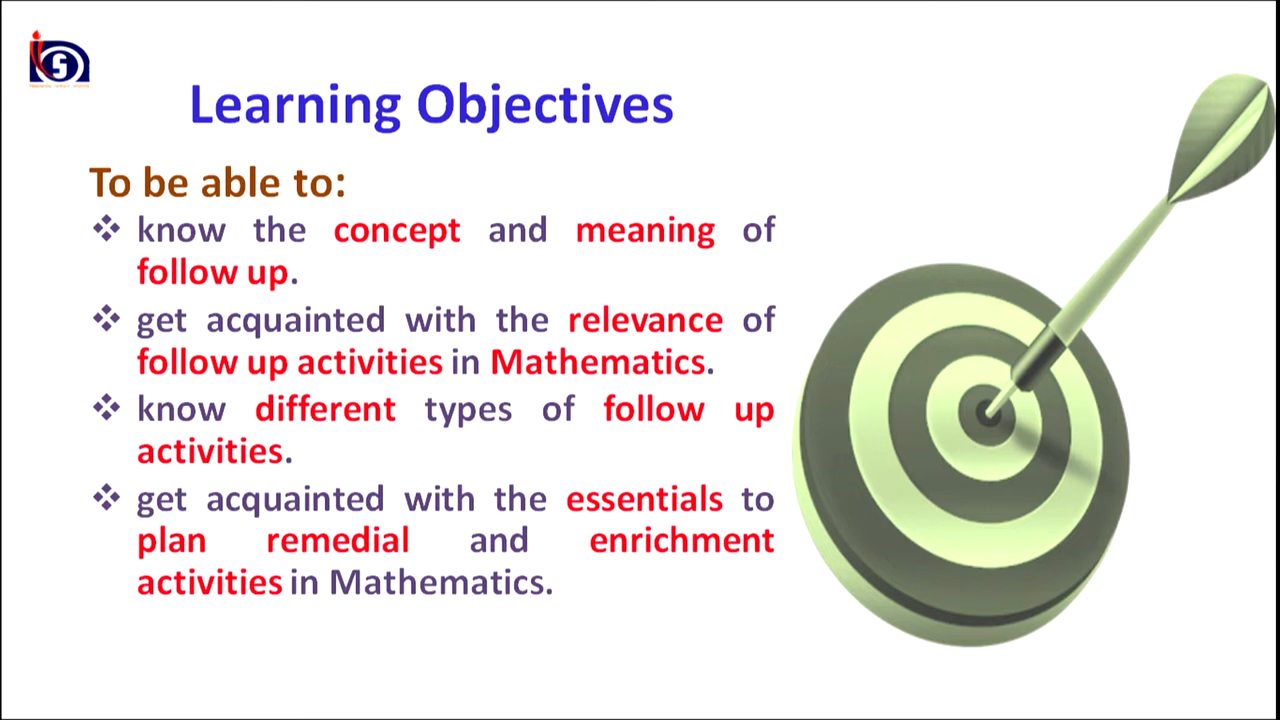 Learning Objectives
To be able to:
❖ know the concept and meaning of
follow up.
❖ get acquainted with the relevance of
follow up activities in Mathematics.
❖ know different types of follow up
activities.
❖ get acquainted with the essentials to
plan remedial and enrichment
activities in Mathematics.